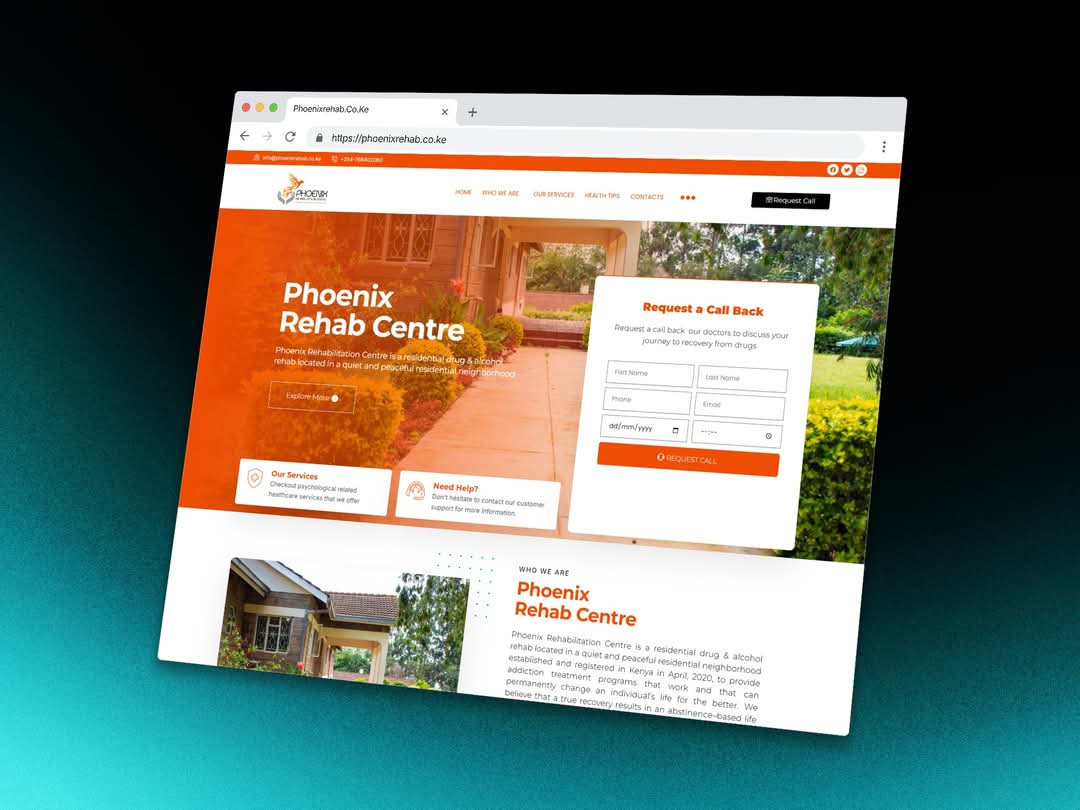 Phoenixrehab.Co.Ke
https://phoenixrehab.co.ke
info@phoenixrehab.co.ke
PHOENIX
HOME WHO WE ARE OUR SERVICES HEALTH TIPS CONTACTS
Request Call
Phoenix
Rehab Centre
Phoenix Rehabilitation Centre is a residential drug & alcohol
rehab located in a quiet and peaceful residential neighborhood
Explore More
Request a Call Back
Request a call back our doctors to discuss your
journey to recovery from drugs
First Name Last Name
Phone Email
dd/mm/yyyy --:--
REQUEST CALL
Our Services
Checkout psychological related
healthcare services that we offer
Need Help?
Don't hesitate to contact our customer
support for more information.
WHO WE ARE
Phoenix
Rehab Centre
Phoenix Rehabilitation Centre is a residential drug & alcohol
rehab located in a quiet and peaceful residential neighborhood
established and registered in Kenya in April, 2020, to provide
addiction treatment programs that work and that can
permanently change an individual's life for the better. We
believe that a true recovery results in an abstinence-based life